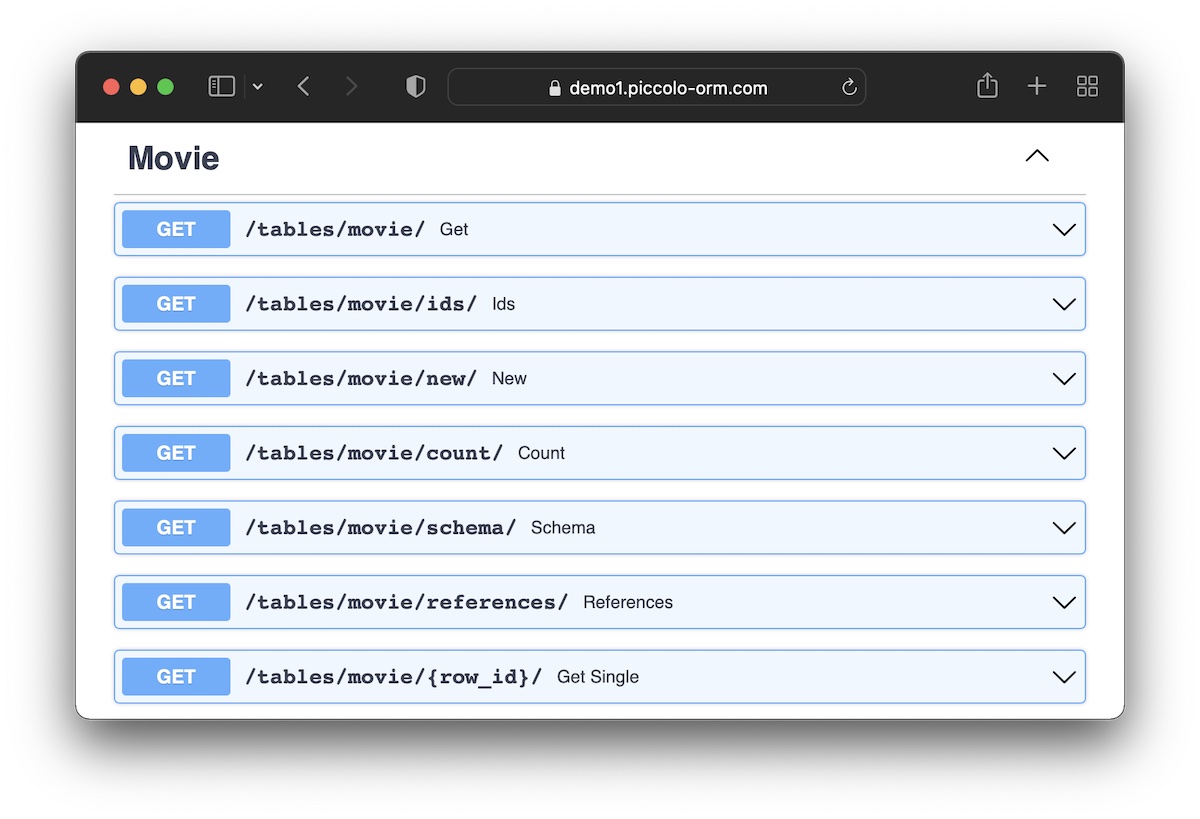 demo1.piccolo-orm.com
Movie
GET /tables/movie/ Get
GET /tables/movie/ids/ Ids
GET /tables/movie/new/ New
GET /tables/movie/count/ Count
GET /tables/movie/schema/ Schema
GET /tables/movie/references/ References
GET /tables/movie/{row_id}/ Get Single